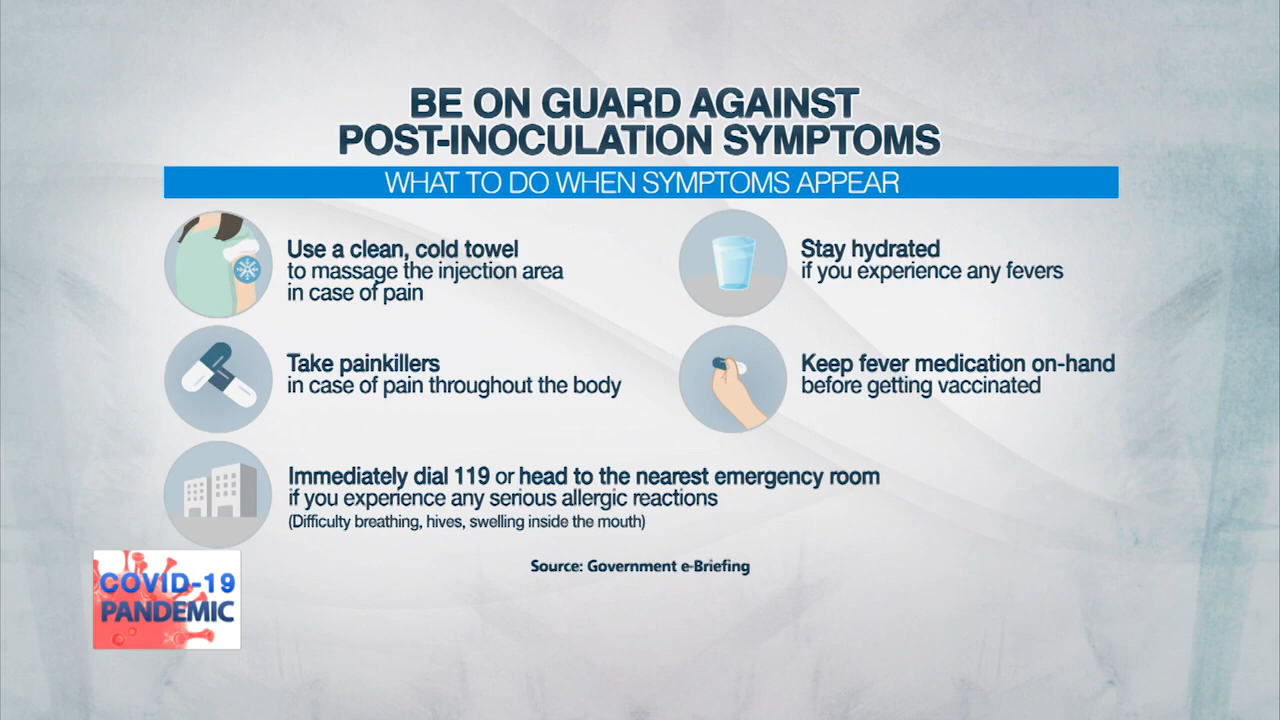 BE ON GUARD AGAINST
POST-INOCULATION SYMPTOMS
WHAT TO DO WHEN SYMPTOMS APPEAR
Use a clean, cold towel
to massage the injection area
in case of pain
Stay hydrated
if you experience any fevers
Take painkillers
in case of pain throughout the body
Keep fever medication on-hand
before getting vaccinated
Immediately dial 119 or head to the nearest emergency room
if you experience any serious allergic reactions
(Difficulty breathing, hives, swelling inside the mouth)
Source: Government e-Briefing
COVID-19
PANDEMIC